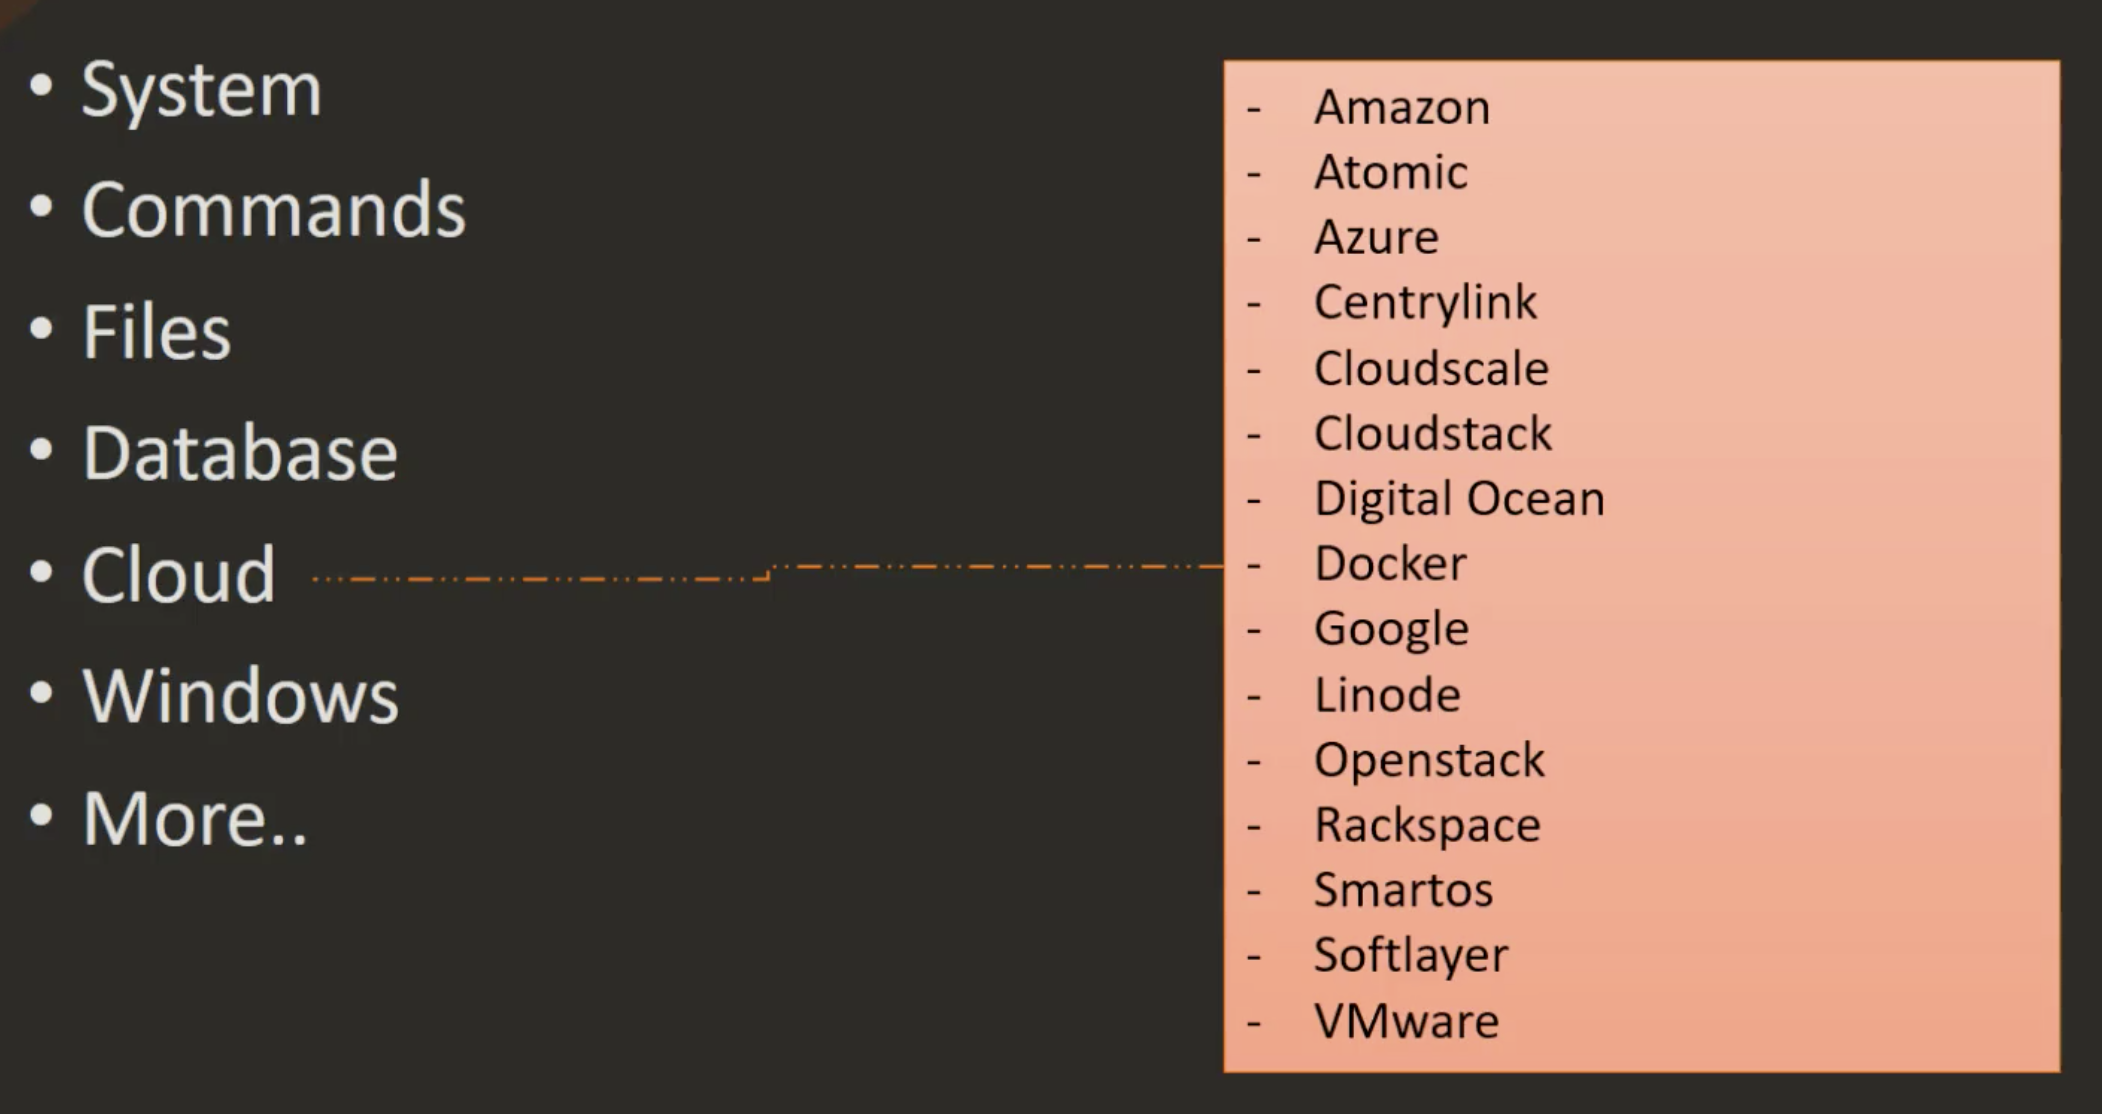 • System
• Commands
• Files
• Database
• Cloud
• Windows
• More..
- Amazon
- Atomic
- Azure
- Centrylink
- Cloudscale
- Cloudstack
- Digital Ocean
- Docker
- Google
- Linode
- Openstack
- Rackspace
- Smartos
- Softlayer
- VMware